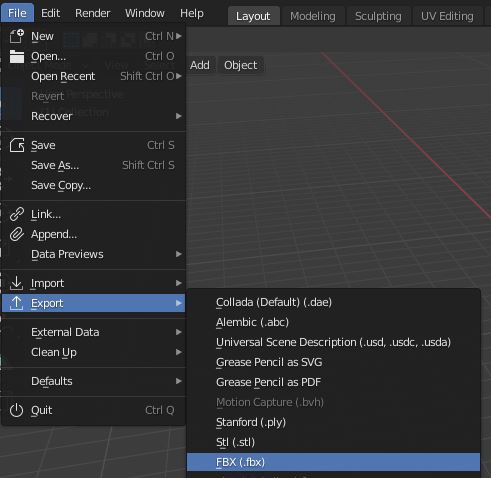 File Edit Render Window Help Layout Modeling Sculpting UV Editing
New Ctrl N
Open... Ctrl O
Open Recent Shift Ctrl O
Add Object
Revert
Perspective
Recover
Collection
Save Ctrl S
Save As... Shift Ctrl S
Save Copy...
Link...
Append...
Data Previews
Import
Export
Collada (Default) (.dae)
Alembic (.abc)
External Data
Universal Scene Description (.usd, .usdc, .usda)
Clean Up
Grease Pencil as SVG
Defaults
Grease Pencil as PDF
Motion Capture (.bvh)
Quit Ctrl Q
Stanford (.ply)
Stl (.stl)
FBX (.fbx)